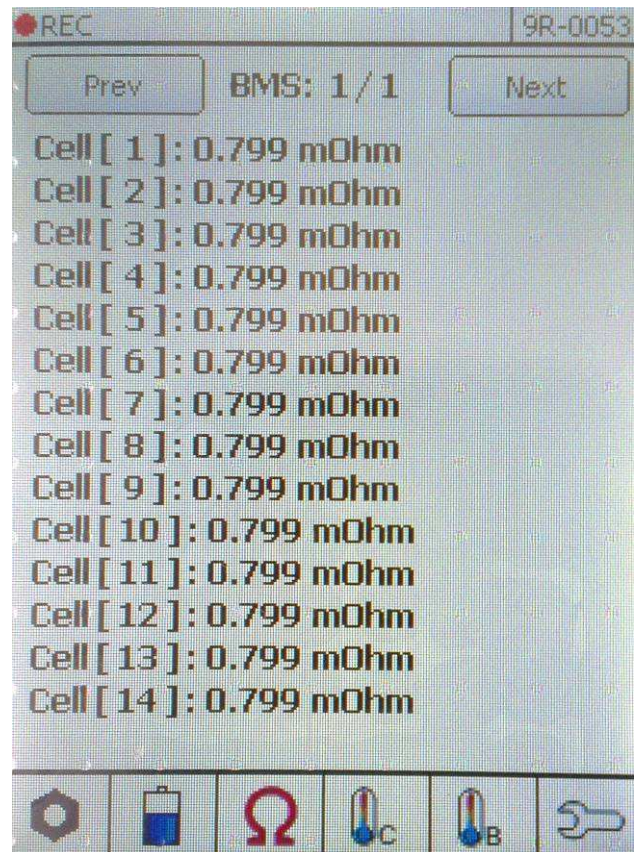 REC 9R-0053
Prev BMS: 1/1 Next
Cell [ 1 ]: 0.799 mOhm
Cell [ 2 ]: 0.799 mOhm
Cell [ 3 ]: 0.799 mOhm
Cell [ 4 ]: 0.799 mOhm
Cell [ 5 ]: 0.799 mOhm
Cell [ 6 ]: 0.799 mOhm
Cell [ 7 ]: 0.799 mOhm
Cell [ 8 ]: 0.799 mOhm
Cell [ 9 ]: 0.799 mOhm
Cell [ 10 ]: 0.799 mOhm
Cell [ 11 ]: 0.799 mOhm
Cell [ 12 ]: 0.799 mOhm
Cell [ 13 ]: 0.799 mOhm
Cell [ 14 ]: 0.799 mOhm
Ω C B